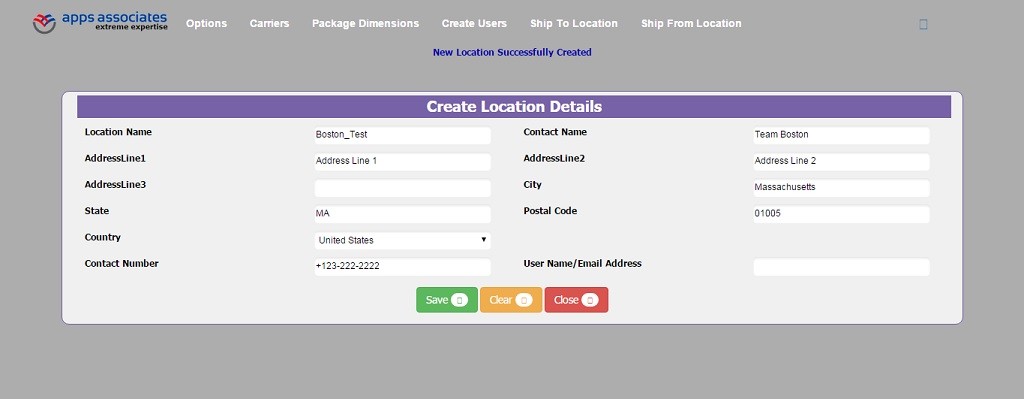 apps associates
extreme expertise
Options Carriers Package Dimensions Create Users Ship To Location Ship From Location
New Location Successfully Created
Create Location Details
Location Name Boston_Test Contact Name Team Boston
AddressLine1 Address Line 1 AddressLine2 Address Line 2
AddressLine3 City Massachusetts
State MA Postal Code 01005
Country United States
Contact Number +123-222-2222 User Name/Email Address
Save Clear Close